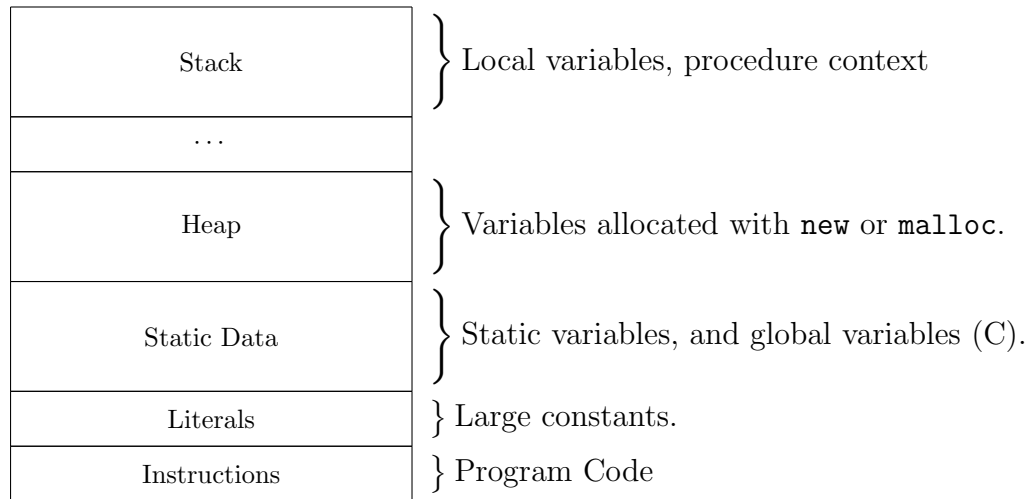 Stack
Local variables, procedure context
. . .
Heap
Variables allocated with new or malloc.
Static Data
Static variables, and global variables (C).
Literals
Large constants.
Instructions
Program Code